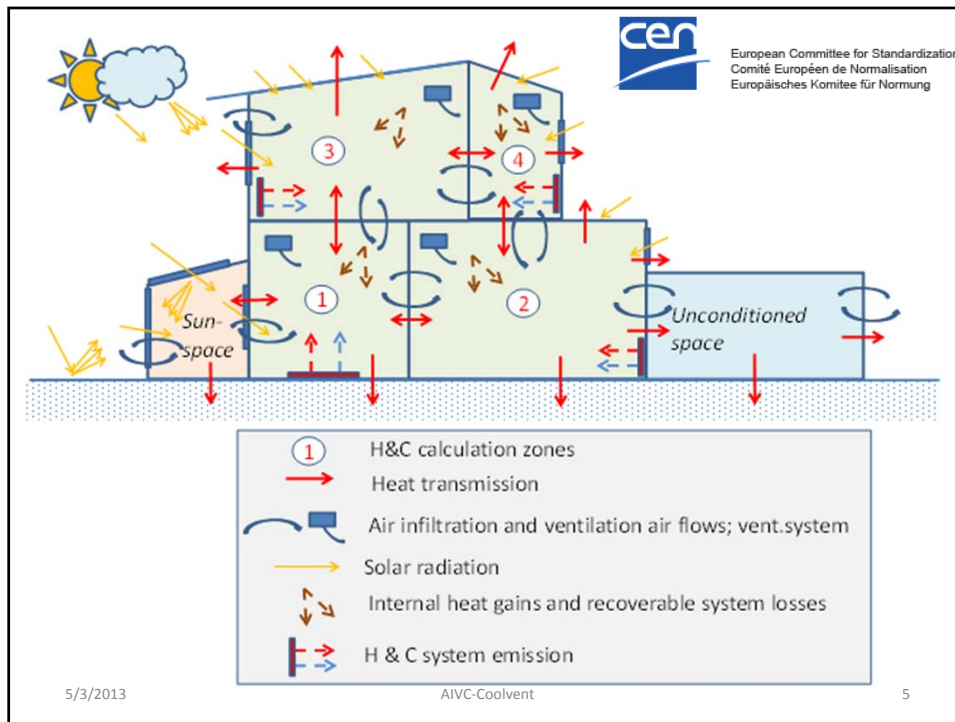 cen
European Committee for Standardization
Comité Européen de Normalisation
Europäisches Komitee für Normung
3
4
1
2
Sun-
space
Unconditioned
space
1 H&C calculation zones
Heat transmission
Air infiltration and ventilation air flows; vent.system
Solar radiation
Internal heat gains and recoverable system losses
H & C system emission
5/3/2013 AIVC-Coolvent 5